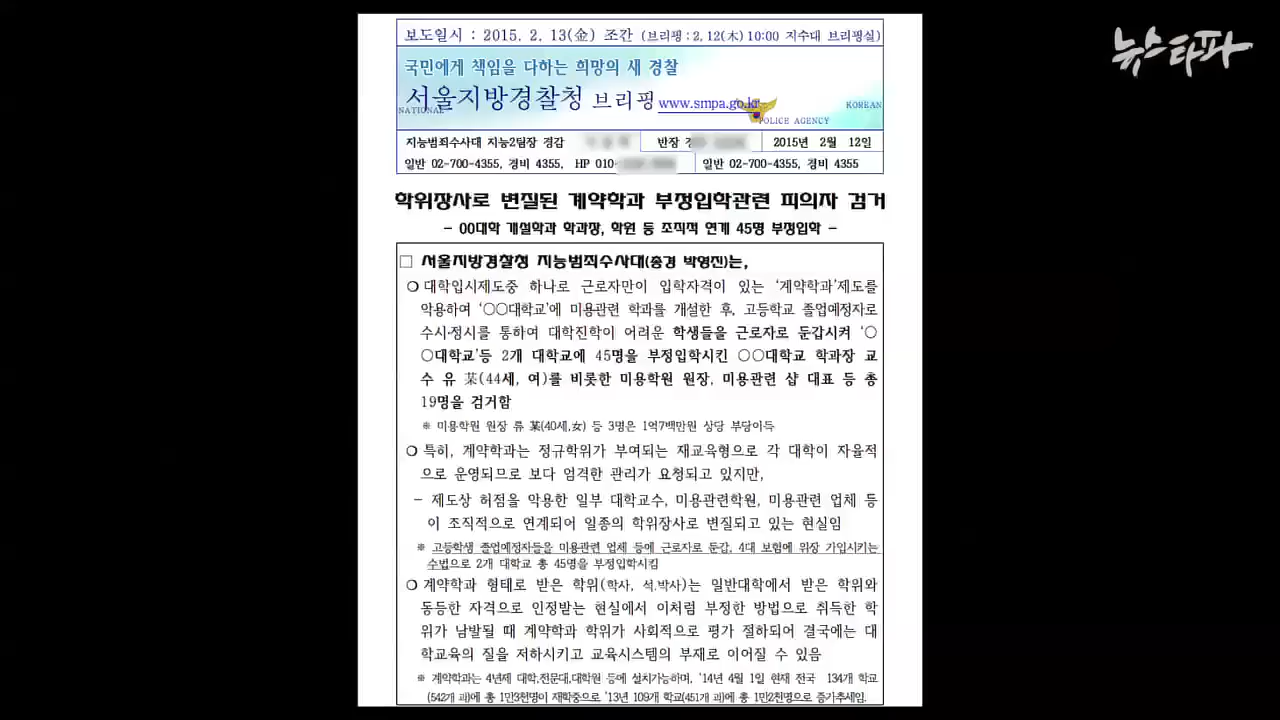 뉴스타파
보도일시 : 2015. 2. 13(金) 조간 (브리핑 : 2. 12(木) 10:00 지수대 브리핑실)
국민에게 책임을 다하는 희망의 새 경찰
서울지방경찰청 브리핑 www.smpa.go.kr
NATIONAL KOREAN
POLICE AGENCY
지능범죄수사대 지능2팀장 경감 반장 2015년 2월 12일
일반 02-700-4355, 경비 4355, HP 010- 일반 02-700-4355, 경비 4355
학위장사로 변질된 계약학과 부정입학관련 피의자 검거
- 00대학 개설학과 학과장, 학원 등 조직적 연계 45명 부정입학 -
□ 서울지방경찰청 지능범죄수사대(총경 박영진)는,
❍ 대학입시제도중 하나로 근로자만이 입학자격이 있는 ‘계약학과’제도를
악용하여 ‘○○대학교’에 미용관련 학과를 개설한 후, 고등학교 졸업예정자로
수시·정시를 통하여 대학진학이 어려운 학생들을 근로자로 둔갑시켜 ‘○
○대학교’등 2개 대학교에 45명을 부정입학시킨 ○○대학교 학과장 교
수 유 某(44세, 여)를 비롯한 미용학원 원장, 미용관련 샵 대표 등 총
19명을 검거함
※ 미용학원 원장 류 某(40세,女) 등 3명은 1억7백만원 상당 부당이득
❍ 특히, 계약학과는 정규학위가 부여되는 재교육형으로 각 대학이 자율적
으로 운영되므로 보다 엄격한 관리가 요청되고 있지만,
- 제도상 허점을 악용한 일부 대학교수, 미용관련학원, 미용관련 업체 등
이 조직적으로 연계되어 일종의 학위장사로 변질되고 있는 현실임
※ 고등학생 졸업예정자들을 미용관련 업체 등에 근로자로 둔갑, 4대 보험에 위장 가입시키는
수법으로 2개 대학교 총 45명을 부정입학시킴
❍ 계약학과 형태로 받은 학위(학사, 석.박사)는 일반대학에서 받은 학위와
동등한 자격으로 인정받는 현실에서 이처럼 부정한 방법으로 취득한 학
위가 남발될 때 계약학과 학위가 사회적으로 평가 절하되어 결국에는 대
학교육의 질을 저하시키고 교육시스템의 부재로 이어질 수 있음
※ 계약학과는 4년제 대학,전문대,대학원 등에 설치가능하며, '14년 4월 1일 현재 전국 134개 학교
(542개 과)에 총 1만3천명이 재학중으로 '13년 109개 학교(451개 과)에 총 1만2천명으로 증가추세임.